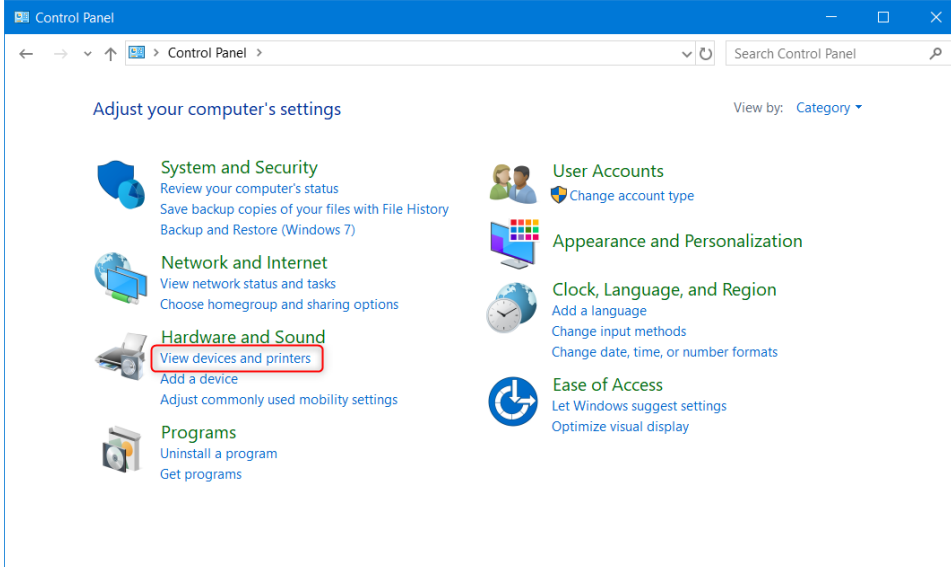 Control Panel
Control Panel
Search Control Panel
Adjust your computer's settings
View by: Category
System and Security
Review your computer's status
Save backup copies of your files with File History
Backup and Restore (Windows 7)
Network and Internet
View network status and tasks
Choose homegroup and sharing options
Hardware and Sound
View devices and printers
Add a device
Adjust commonly used mobility settings
Programs
Uninstall a program
Get programs
User Accounts
Change account type
Appearance and Personalization
Clock, Language, and Region
Add a language
Change input methods
Change date, time, or number formats
Ease of Access
Let Windows suggest settings
Optimize visual display